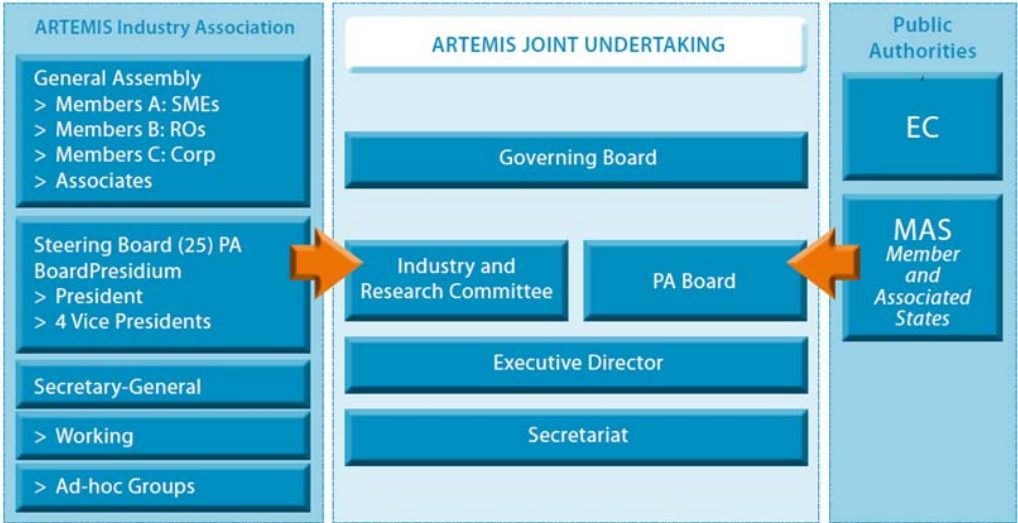 ARTEMIS Industry Association
General Assembly
> Members A: SMEs
> Members B: ROs
> Members C: Corp
> Associates
Steering Board (25) PA
BoardPresidium
> President
> 4 Vice Presidents
Secretary-General
> Working
> Ad-hoc Groups
ARTEMIS JOINT UNDERTAKING
Governing Board
Industry and
Research Committee
PA Board
Executive Director
Secretariat
Public
Authorities
EC
MAS
Member
and
Associated
States